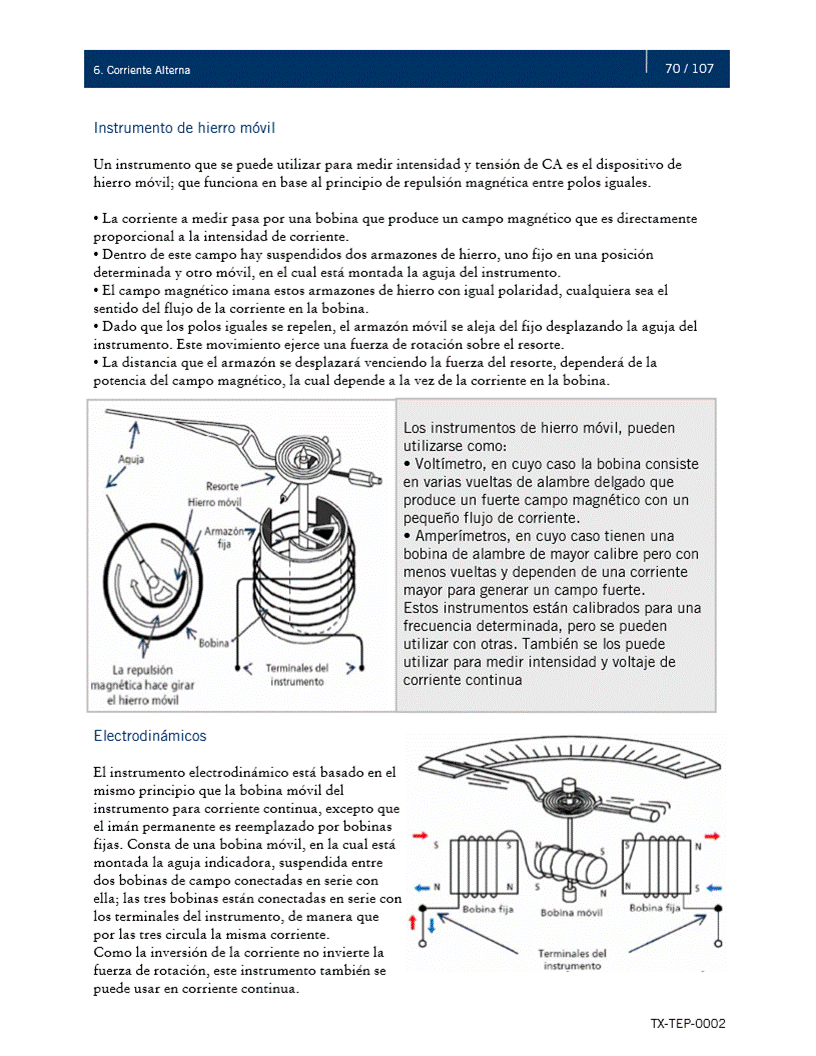 6. Corriente Alterna
70 / 107
Instrumento de hierro móvil
Un instrumento que se puede utilizar para medir intensidad y tensión de CA es el dispositivo de
hierro móvil; que funciona en base al principio de repulsión magnética entre polos iguales.
• La corriente a medir pasa por una bobina que produce un campo magnético que es directamente
proporcional a la intensidad de corriente.
• Dentro de este campo hay suspendidos dos armazones de hierro, uno fijo en una posición
determinada y otro móvil, en el cual está montada la aguja del instrumento.
• El campo magnético imana estos armazones de hierro con igual polaridad, cualquiera sea el
sentido del flujo de la corriente en la bobina.
• Dado que los polos iguales se repelen, el armazón móvil se aleja del fijo desplazando la aguja del
instrumento. Este movimiento ejerce una fuerza de rotación sobre el resorte.
• La distancia que el armazón se desplazará venciendo la fuerza del resorte, dependerá de la
potencia del campo magnético, la cual depende a la vez de la corriente en la bobina.
Aguja
Resorte
Hierro móvil
Armazón
fija
Bobina
La repulsión
magnética hace girar
el hierro móvil
Terminales del
instrumento
Los instrumentos de hierro móvil, pueden
utilizarse como:
• Voltímetro, en cuyo caso la bobina consiste
en varias vueltas de alambre delgado que
produce un fuerte campo magnético con un
pequeño flujo de corriente.
• Amperímetros, en cuyo caso tienen una
bobina de alambre de mayor calibre pero con
menos vueltas y dependen de una corriente
mayor para generar un campo fuerte.
Estos instrumentos están calibrados para una
frecuencia determinada, pero se pueden
utilizar con otras. También se los puede
utilizar para medir intensidad y voltaje de
corriente continua
Electrodinámicos
El instrumento electrodinámico está basado en el
mismo principio que la bobina móvil del
instrumento para corriente continua, excepto que
el imán permanente es reemplazado por bobinas
fijas. Consta de una bobina móvil, en la cual está
montada la aguja indicadora, suspendida entre
dos bobinas de campo conectadas en serie con
ella; las tres bobinas están conectadas en serie con
los terminales del instrumento, de manera que
por las tres circula la misma corriente.
Como la inversión de la corriente no invierte la
fuerza de rotación, este instrumento también se
puede usar en corriente continua.
S S N S S N
N N S N N S
Bobina fija
Bobina móvil
Bobina fija
Terminales del
instrumento
TX-TEP-0002